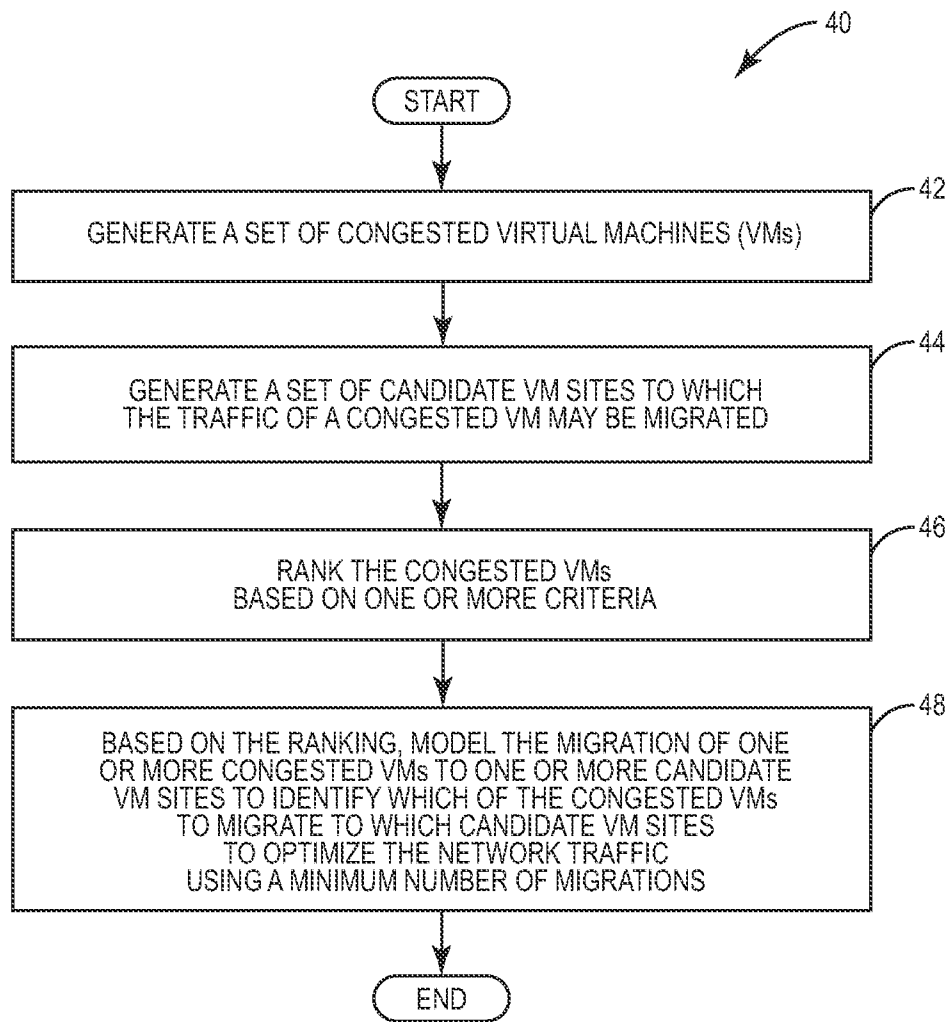 40
START
42
GENERATE A SET OF CONGESTED VIRTUAL MACHINES (VMs)
44
GENERATE A SET OF CANDIDATE VM SITES TO WHICH
THE TRAFFIC OF A CONGESTED VM MAY BE MIGRATED
46
RANK THE CONGESTED VMs
BASED ON ONE OR MORE CRITERIA
48
BASED ON THE RANKING, MODEL THE MIGRATION OF ONE
OR MORE CONGESTED VMs TO ONE OR MORE CANDIDATE
VM SITES TO IDENTIFY WHICH OF THE CONGESTED VMs
TO MIGRATE TO WHICH CANDIDATE VM SITES
TO OPTIMIZE THE NETWORK TRAFFIC
USING A MINIMUM NUMBER OF MIGRATIONS
END